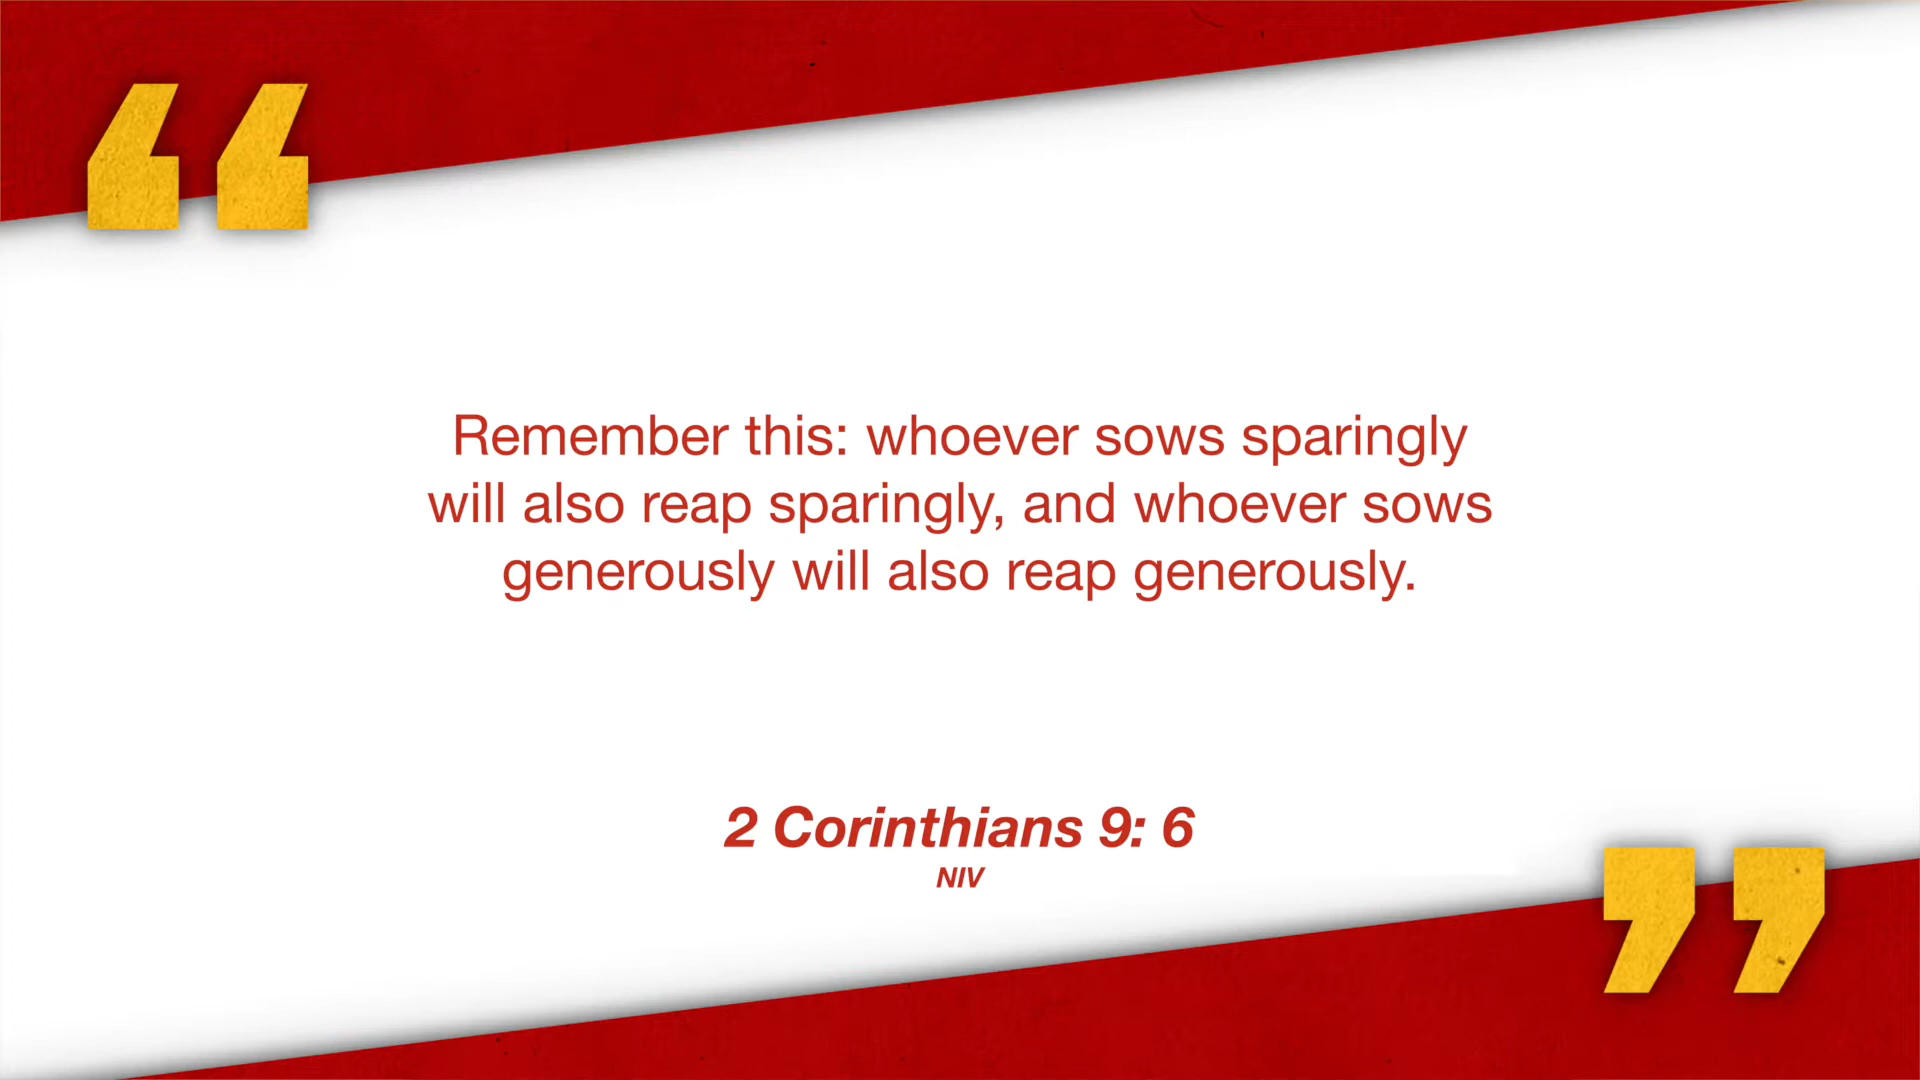 Remember this: whoever sows sparingly
will also reap sparingly, and whoever sows
generously will also reap generously.
2 Corinthians 9: 6
NIV